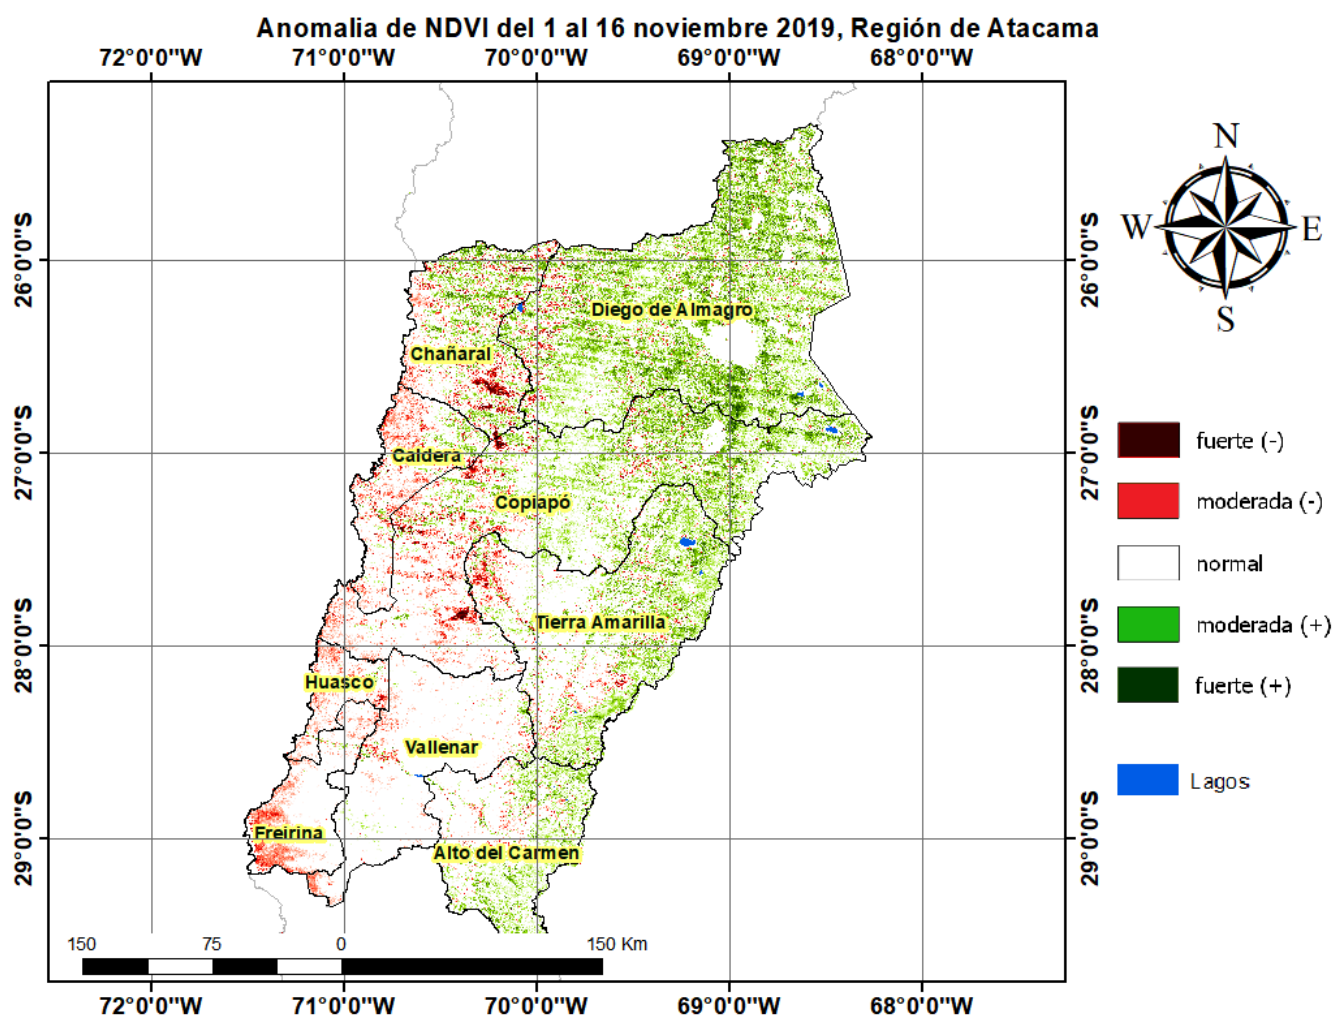 Anomalia de NDVI del 1 al 16 noviembre 2019, Región de Atacama
72°0'0"W 71°0'0"W 70°0'0"W 69°0'0"W 68°0'0"W
N
W E
S
26°0'0"S 26°0'0"S
Diego de Almagro
Chañaral
27°0'0"S 27°0'0"S
Caldera
Copiapó
fuerte (-)
moderada (-)
normal
moderada (+)
fuerte (+)
Lagos
Tierra Amarilla
28°0'0"S 28°0'0"S
Huasco
Vallenar
29°0'0"S 29°0'0"S
Freirina
Alto del Carmen
150 75 0 150 Km
72°0'0"W 71°0'0"W 70°0'0"W 69°0'0"W 68°0'0"W